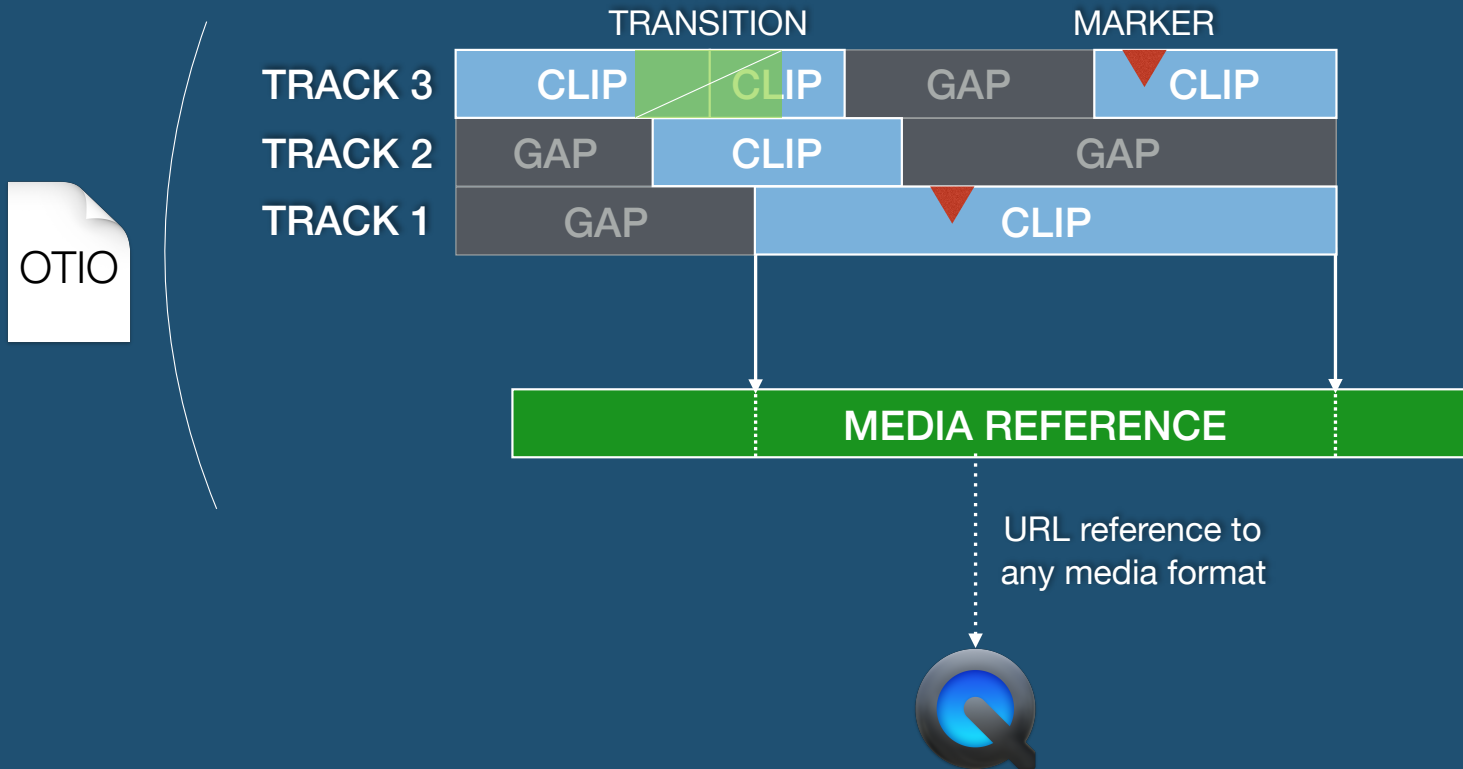 TRANSITION MARKER
TRACK 3 CLIP CLIP GAP CLIP
TRACK 2 GAP CLIP GAP
TRACK 1 GAP CLIP
OTIO
MEDIA REFERENCE
URL reference to
any media format